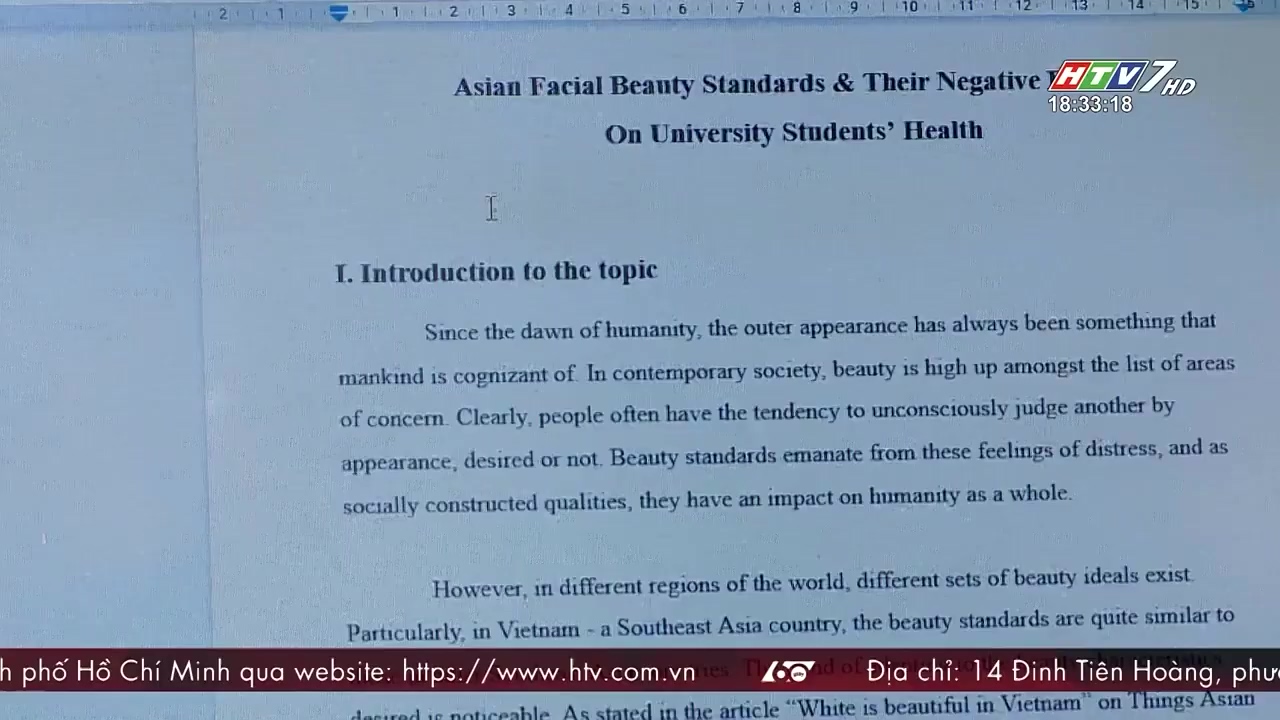 2 1 1 2 3 4 5 6 7 8 9 10 11 12 13 14 15
Asian Facial Beauty Standards & Their Negative
HTV7 HD
18:33:18
On University Students’ Health
I. Introduction to the topic
Since the dawn of humanity, the outer appearance has always been something that
mankind is cognizant of. In contemporary society, beauty is high up amongst the list of areas
of concern. Clearly, people often have the tendency to unconsciously judge another by
appearance, desired or not. Beauty standards emanate from these feelings of distress, and as
socially constructed qualities, they have an impact on humanity as a whole.
However, in different regions of the world, different sets of beauty ideals exist.
Particularly, in Vietnam - a Southeast Asia country, the beauty standards are quite similar to
h phố Hồ Chí Minh qua website: https://www.htv.com.vn 60 Địa chỉ: 14 Đinh Tiên Hoàng, phư
desired is noticeable. As stated in the article “White is beautiful in Vietnam” on Things Asian